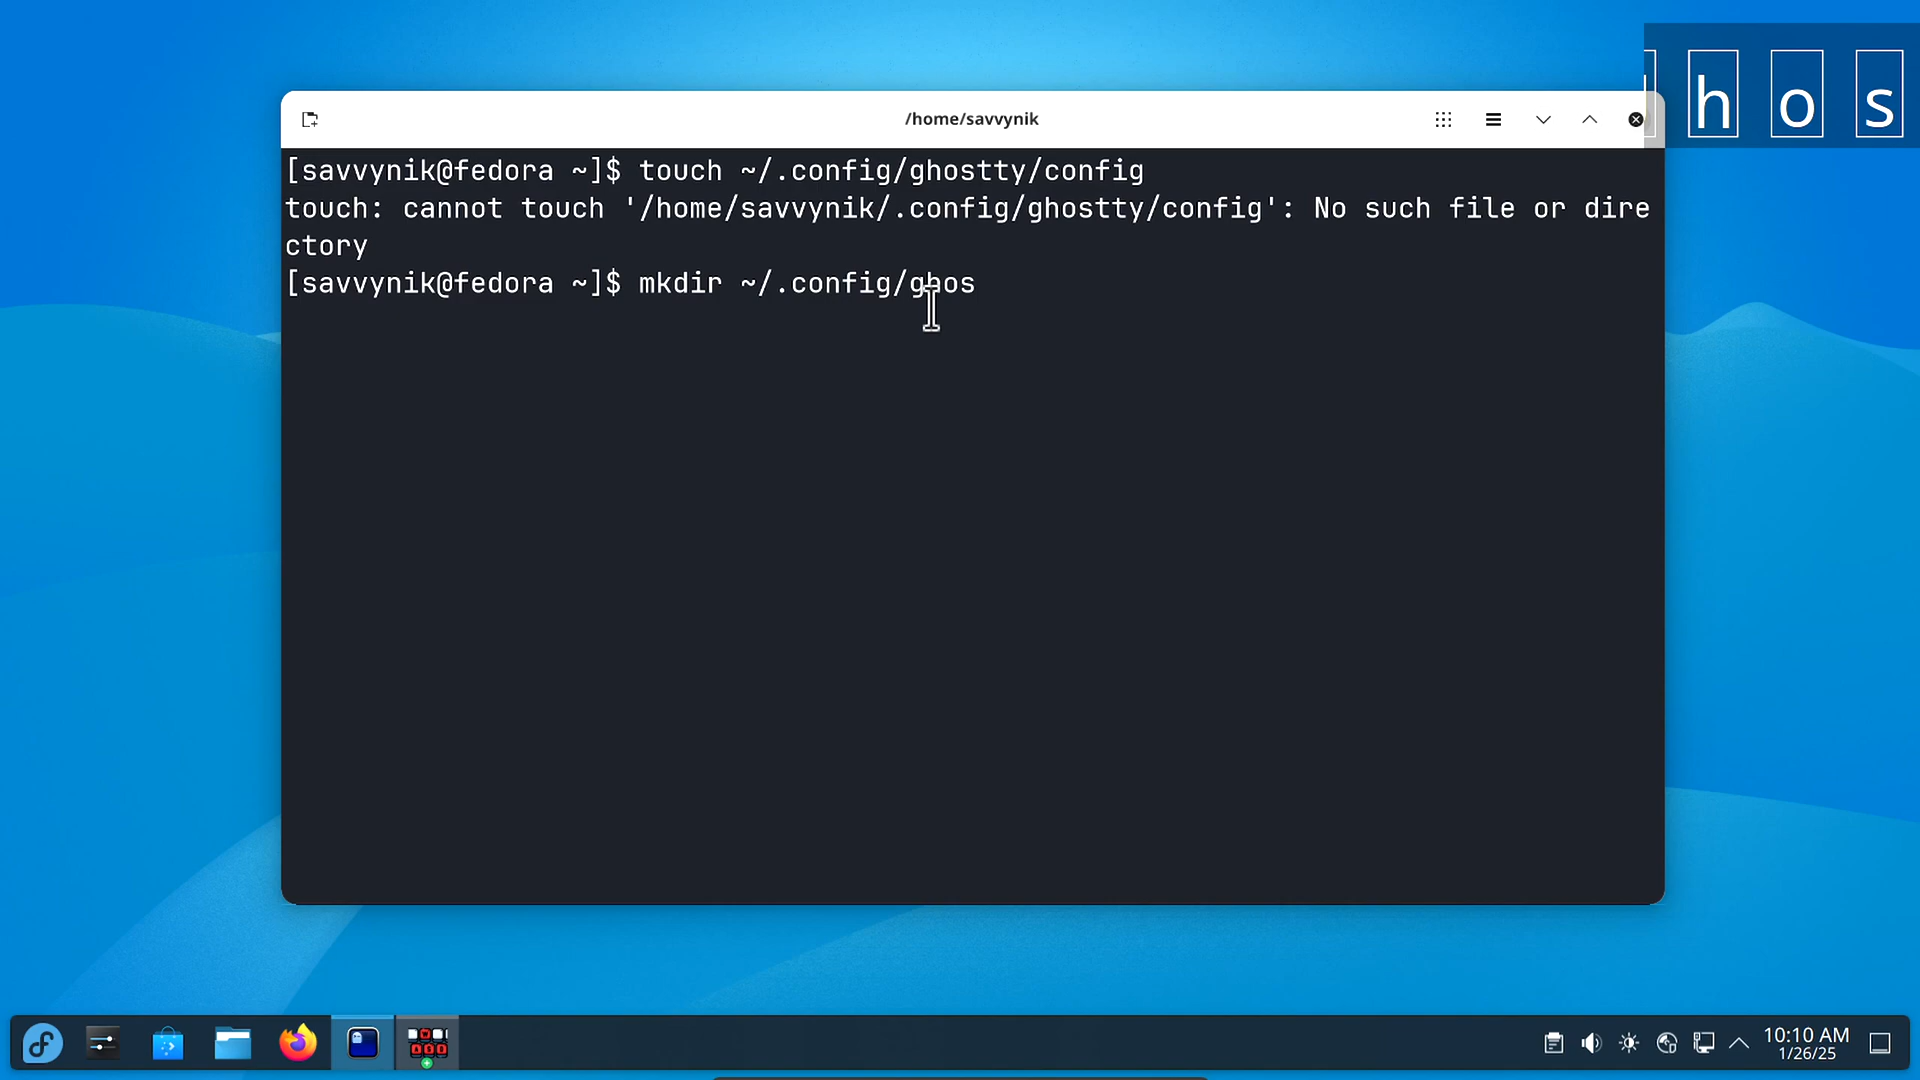 h o s
/home/savvynik
[savvynik@fedora ~]$ touch ~/.config/ghostty/config
touch: cannot touch '/home/savvynik/.config/ghostty/config': No such file or dire
ctory
[savvynik@fedora ~]$ mkdir ~/.config/ghos
10:10 AM
1/26/25